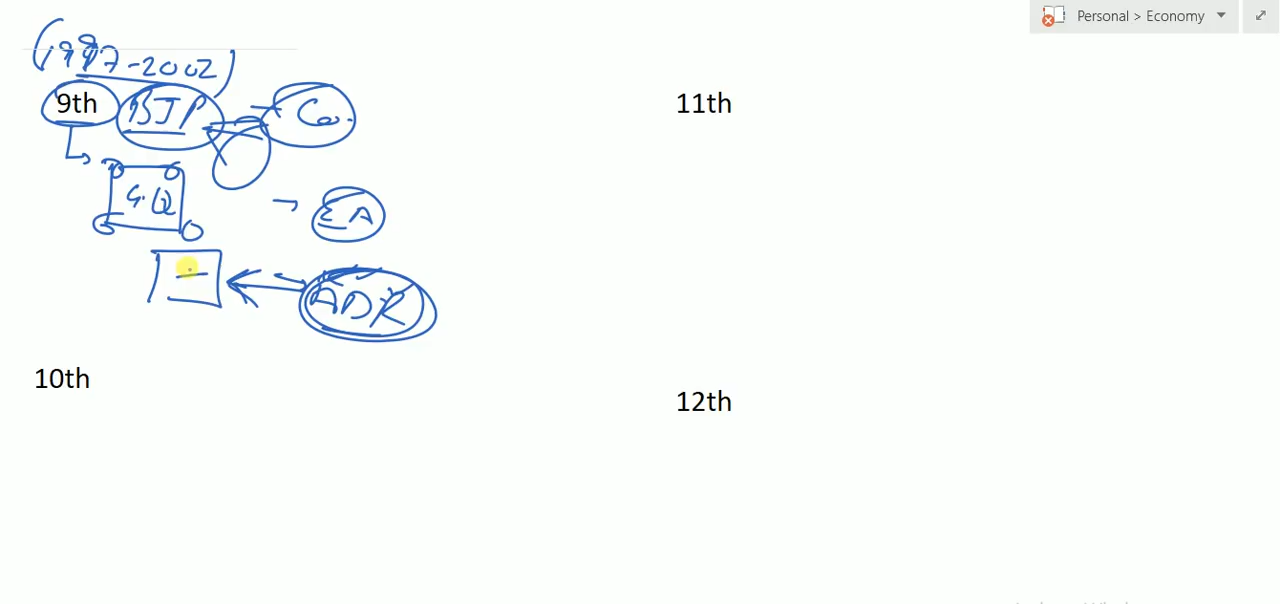 Personal > Economy
(1997-2002)
9th BJP → Co.
11th
G.Q
→ EA
ADR
10th
12th